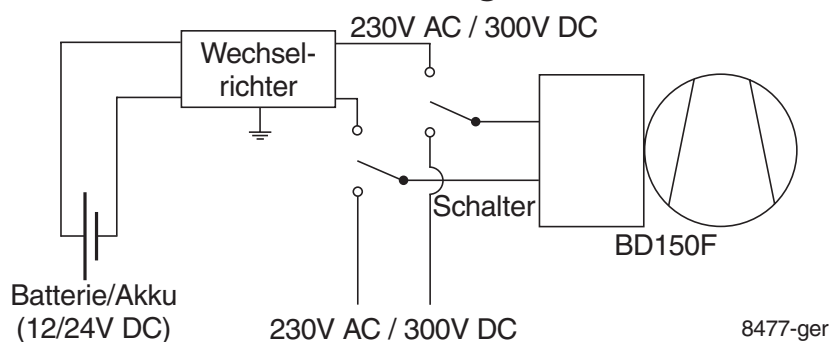 230V AC / 300V DC
Wechsel-
richter
Schalter
BD150F
Batterie/Akku
(12/24V DC)
230V AC / 300V DC
8477-ger